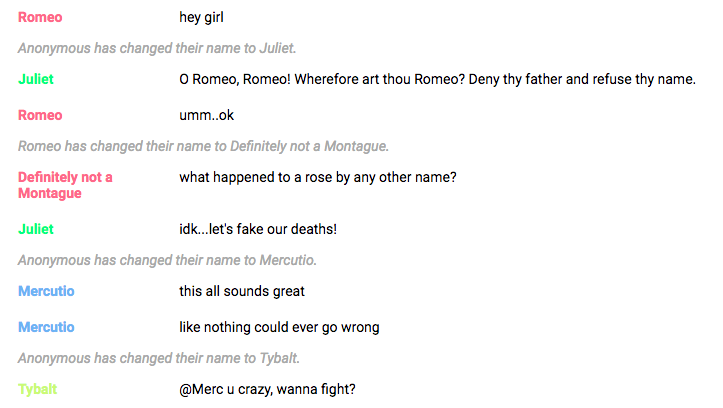 Romeo hey girl
Anonymous has changed their name to Juliet.
Juliet O Romeo, Romeo! Wherefore art thou Romeo? Deny thy father and refuse thy name.
Romeo umm..ok
Romeo has changed their name to Definitely not a Montague.
Definitely not a what happened to a rose by any other name?
Montague
Juliet idk...let's fake our deaths!
Anonymous has changed their name to Mercutio.
Mercutio this all sounds great
Mercutio like nothing could ever go wrong
Anonymous has changed their name to Tybalt.
Tybalt @Merc u crazy, wanna fight?